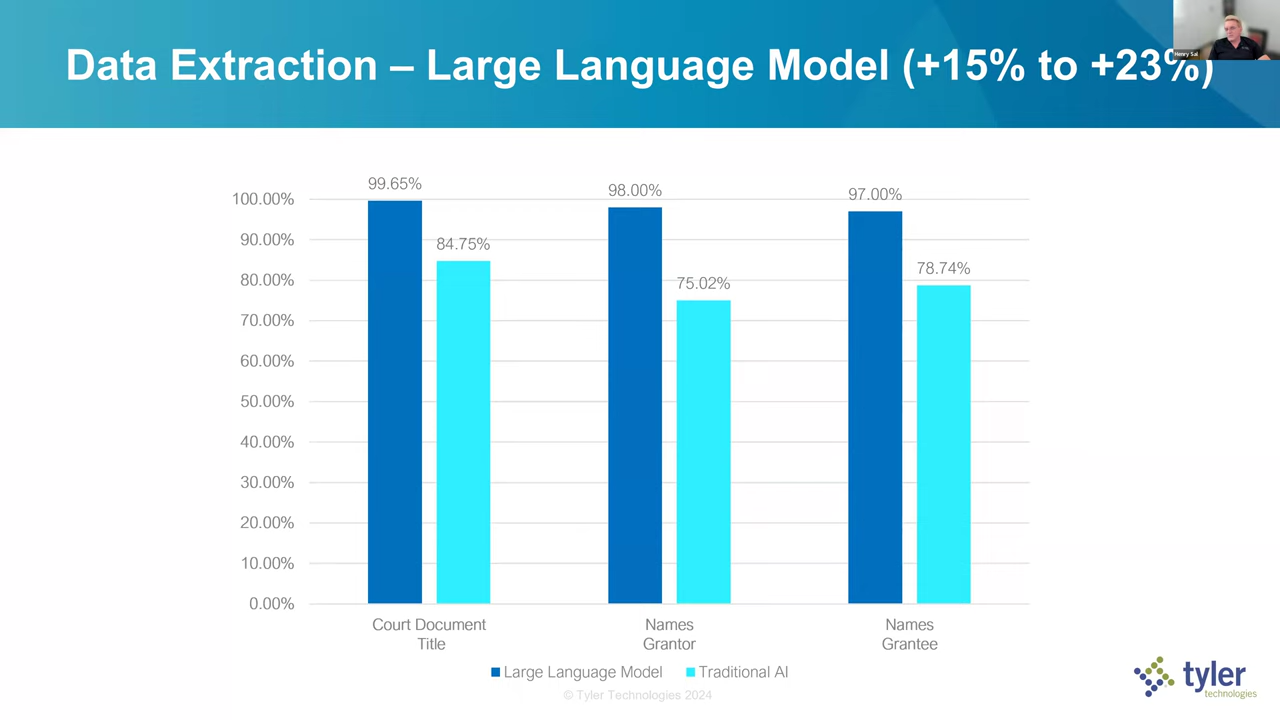 Data Extraction – Large Language Model (+15% to +23%)
Henry Sal
99.65%
98.00%
97.00%
84.75%
75.02%
78.74%
100.00%
90.00%
80.00%
70.00%
60.00%
50.00%
40.00%
30.00%
20.00%
10.00%
0.00%
Court Document
Title
Names
Grantor
Names
Grantee
Large Language Model
Traditional AI
© Tyler Technologies 2024
tyler
technologies